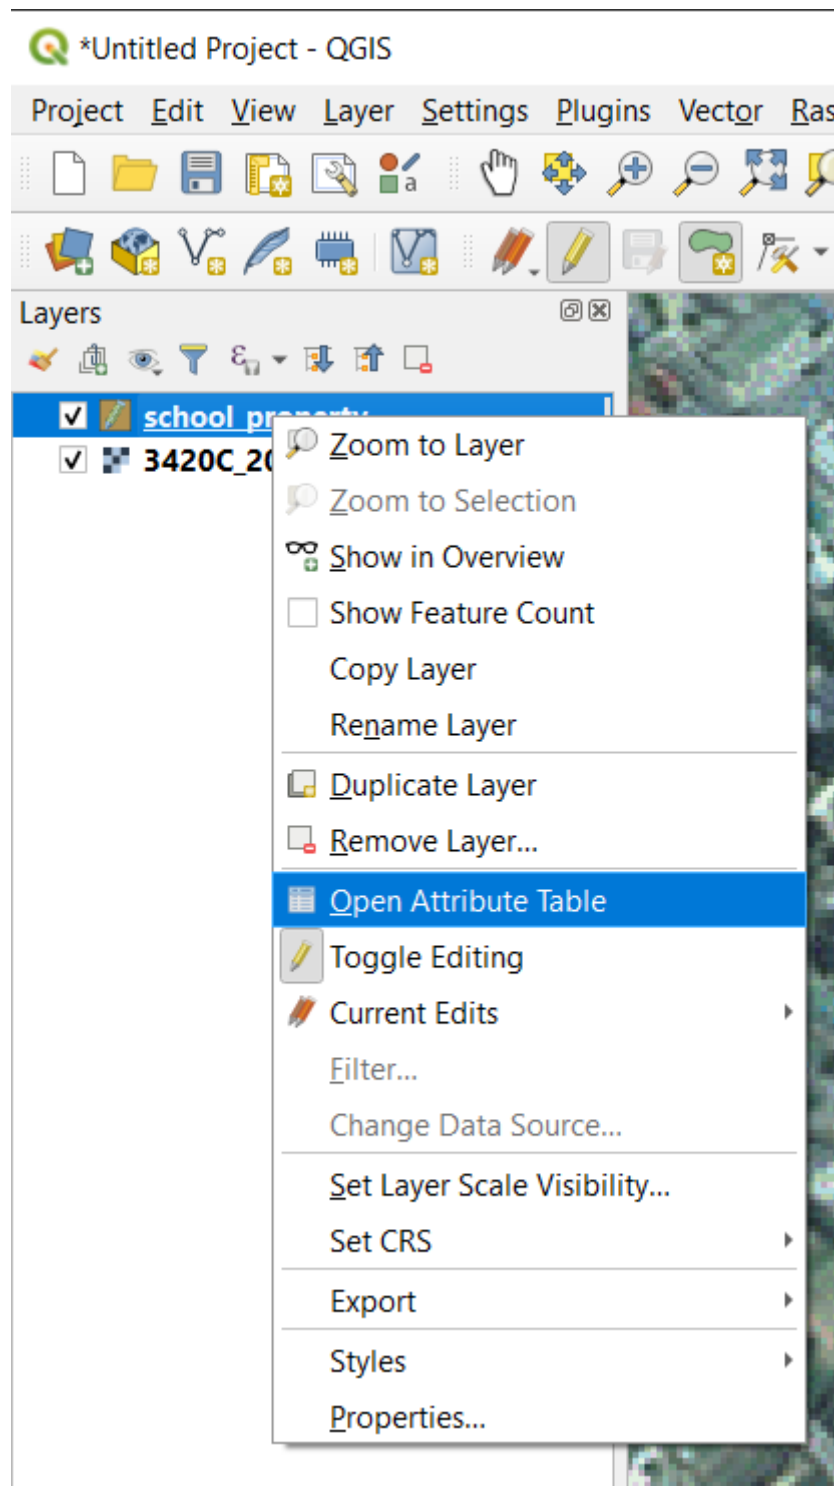 *Untitled Project - QGIS
Project Edit View Layer Settings Plugins Vector Ras
Layers
school_property
3420C_20
Zoom to Layer
Zoom to Selection
Show in Overview
Show Feature Count
Copy Layer
Rename Layer
Duplicate Layer
Remove Layer...
Open Attribute Table
Toggle Editing
Current Edits
Filter...
Change Data Source...
Set Layer Scale Visibility...
Set CRS
Export
Styles
Properties...